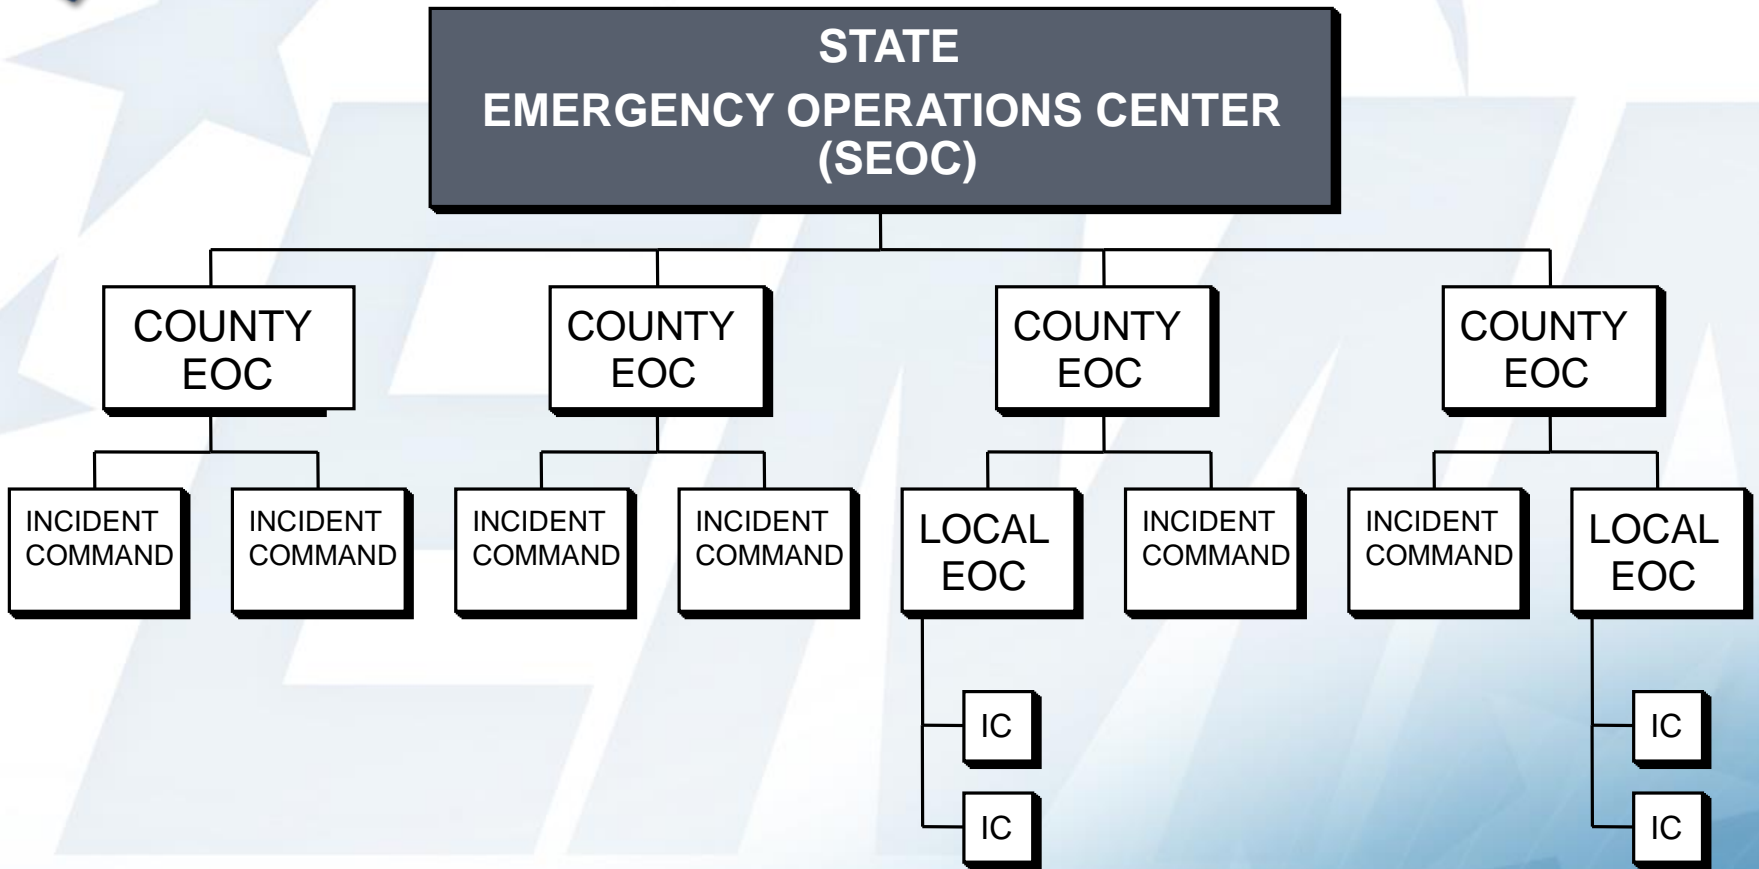 STATE
EMERGENCY OPERATIONS CENTER
(SEOC)
COUNTY
EOC
COUNTY
EOC
COUNTY
EOC
COUNTY
EOC
INCIDENT
COMMAND
INCIDENT
COMMAND
INCIDENT
COMMAND
INCIDENT
COMMAND
LOCAL
EOC
INCIDENT
COMMAND
INCIDENT
COMMAND
LOCAL
EOC
IC
IC
IC
IC